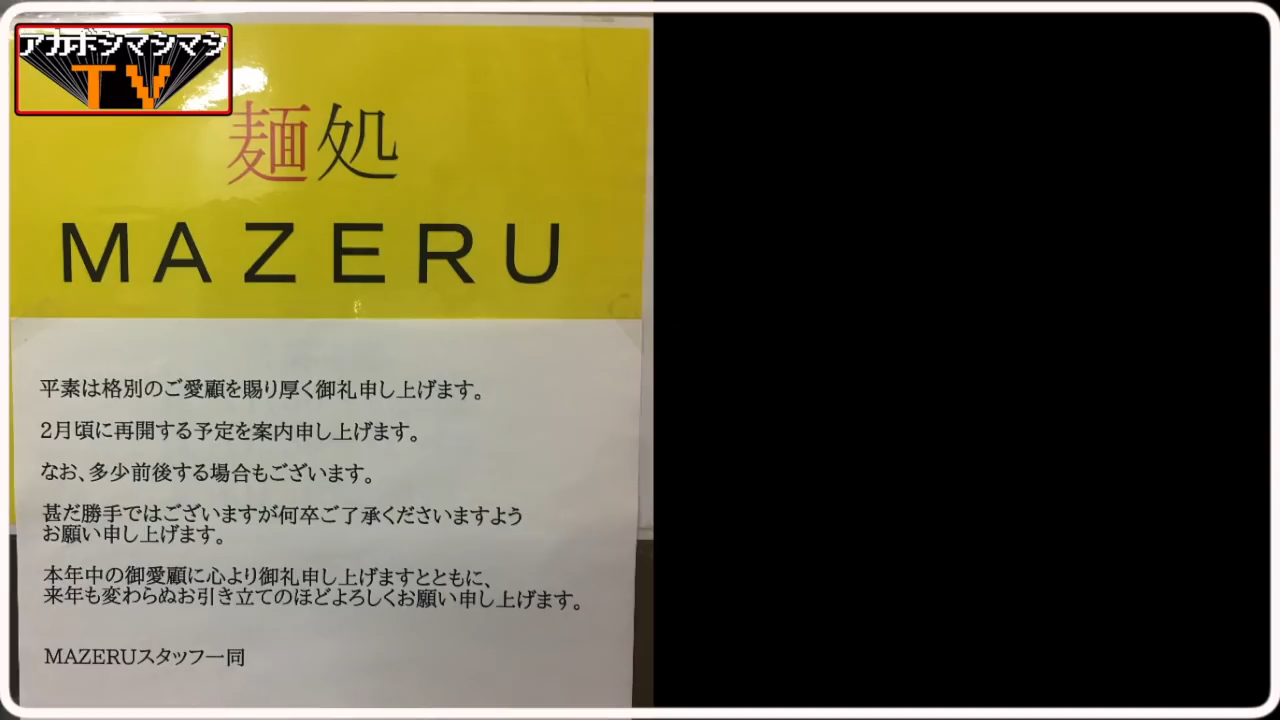 アカボシマシマシ
TV
麺処
MAZERU
平素は格別のご愛顧を賜り厚く御礼申し上げます。
2月頃に再開する予定を案内申し上げます。
なお、多少前後する場合もございます。
甚だ勝手ではございますが何卒ご了承くださいますよう
お願い申し上げます。
本年中の御愛顧に心より御礼申し上げますとともに、
来年も変わらぬお引き立てのほどよろしくお願い申し上げます。
MAZERUスタッフ一同